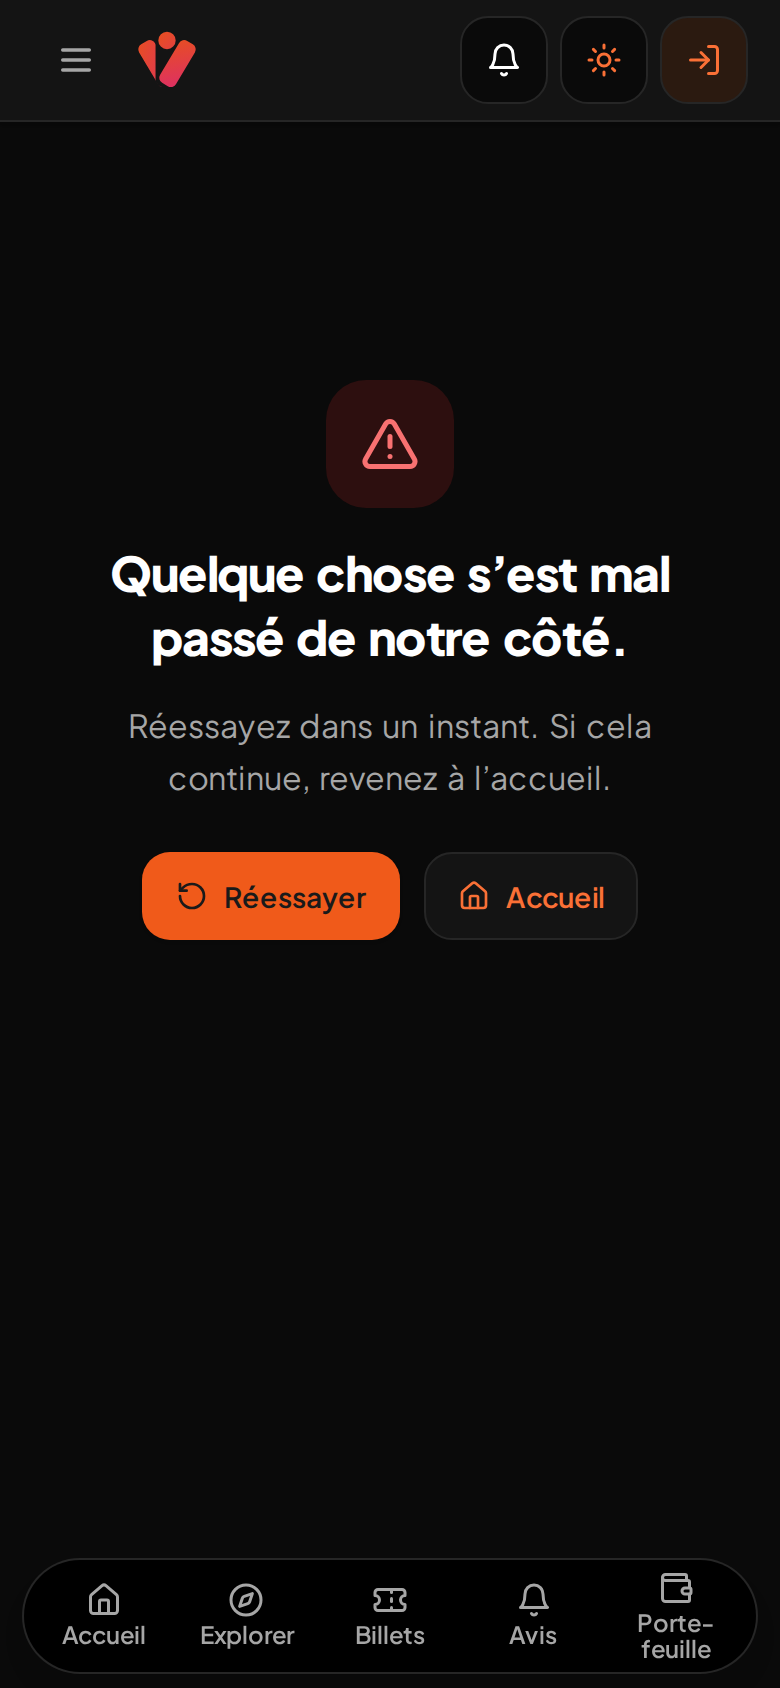 Quelque chose s’est mal
passé de notre côté.
Réessayez dans un instant. Si cela
continue, revenez à l’accueil.
Réessayer
Accueil
Accueil
Explorer
Billets
Avis
Porte-
feuille